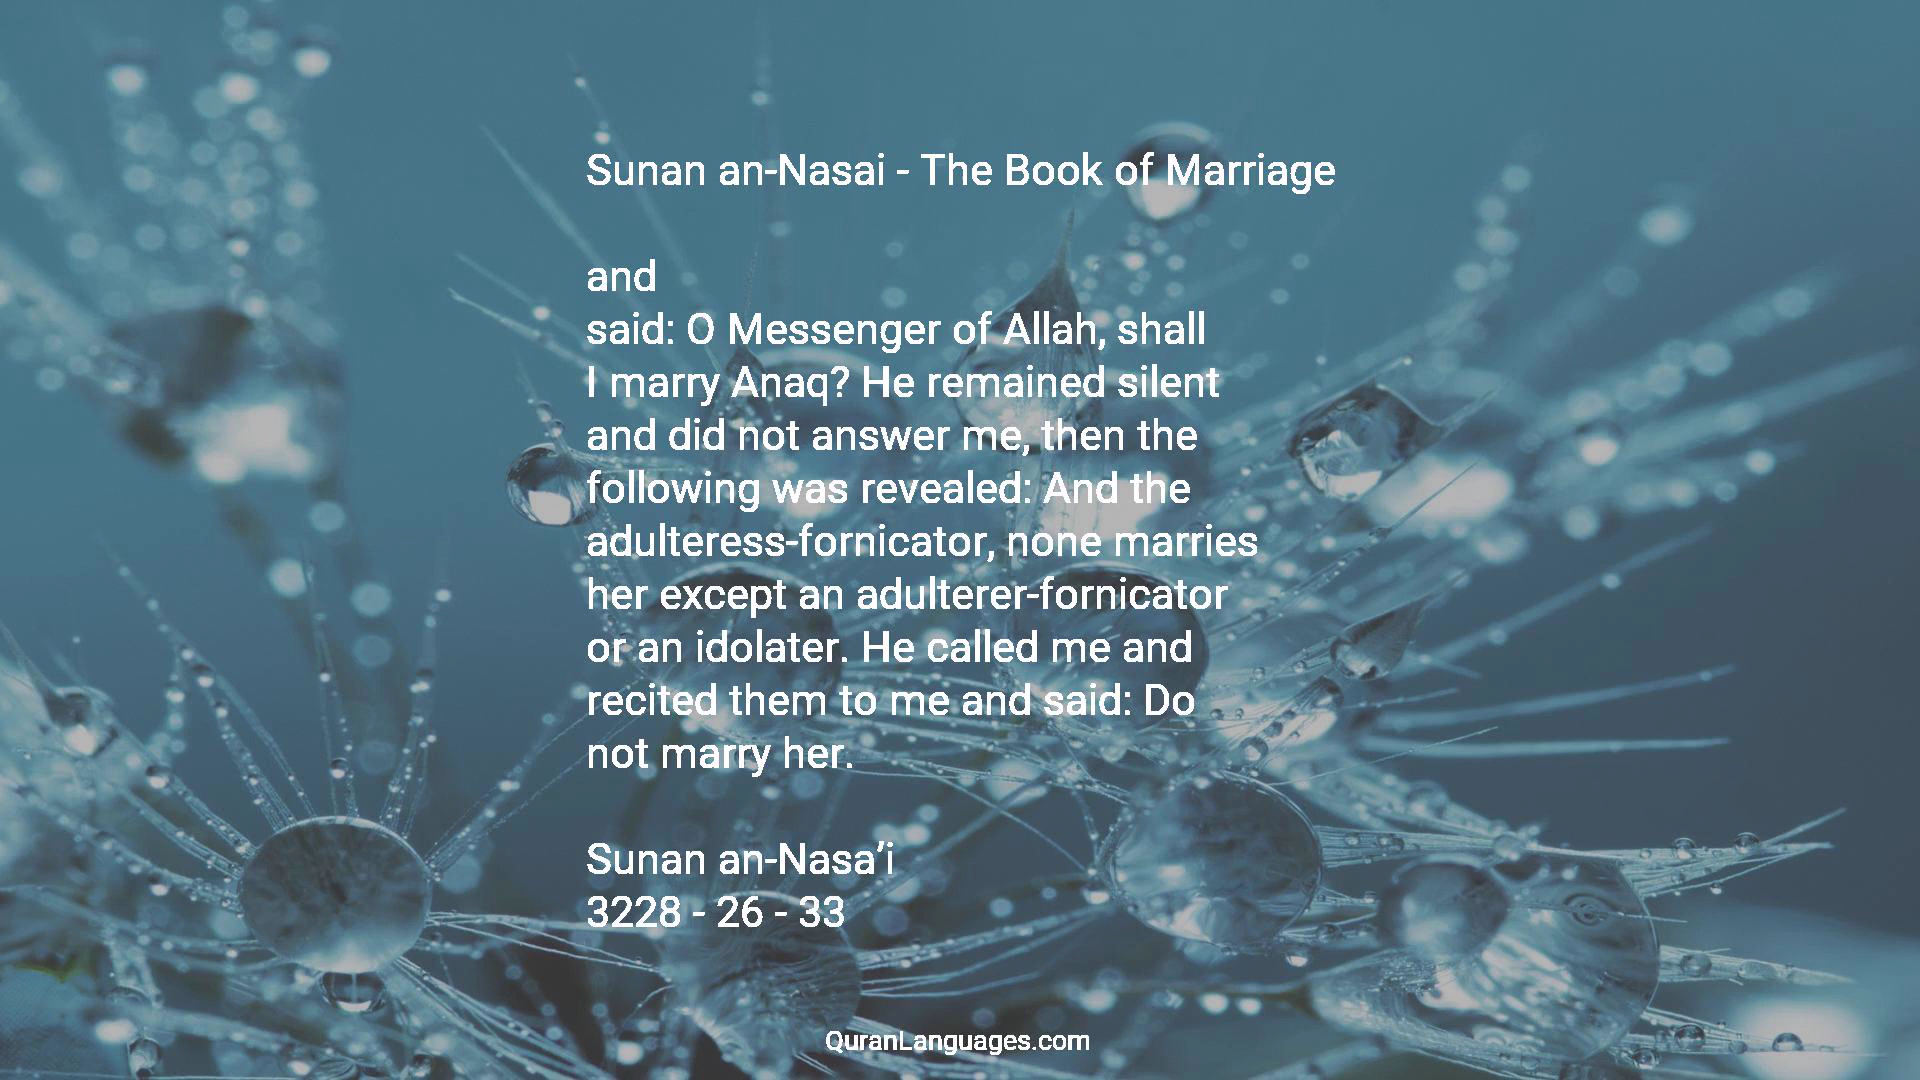 Sunan an-Nasai - The Book of Marriage
and
said: O Messenger of Allah, shall
I marry Anaq? He remained silent
and did not answer me, then the
following was revealed: And the
adulteress-fornicator, none marries
her except an adulterer-fornicator
or an idolater. He called me and
recited them to me and said: Do
not marry her.
Sunan an-Nasa’i
3228 - 26 - 33
QuranLanguages.com